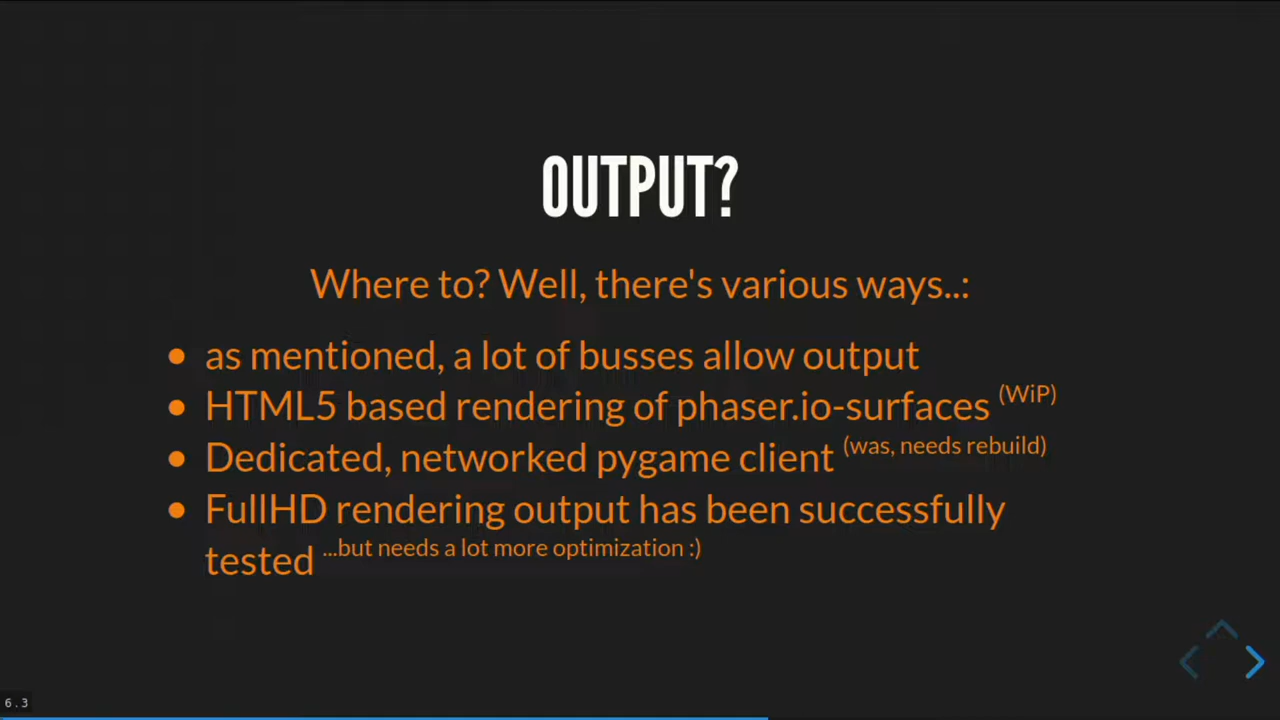 OUTPUT?
Where to? Well, there's various ways..:
as mentioned, a lot of busses allow output
HTML5 based rendering of phaser.io-surfaces (WiP)
Dedicated, networked pygame client (was, needs rebuild)
FullHD rendering output has been successfully
tested ...but needs a lot more optimization :)
6.3